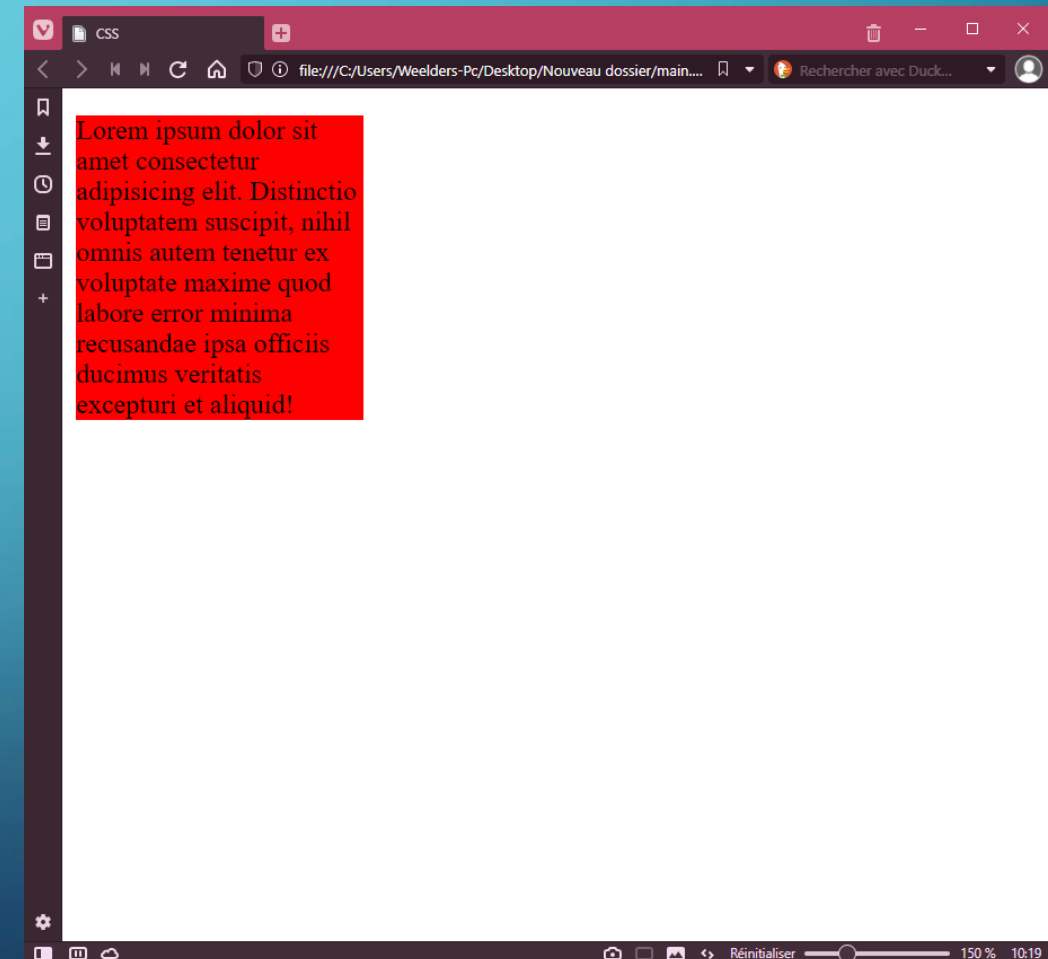 CSS
file:///C:/Users/Weelders-Pc/Desktop/Nouveau dossier/main....
Rechercher avec Duck...
Lorem ipsum dolor sit
amet consectetur
adipisicing elit. Distinctio
voluptatem suscipit, nihil
omnis autem tenetur ex
voluptate maxime quod
labore error minima
recusandae ipsa officiis
ducimus veritatis
excepturi et aliquid!
Réinitialiser
150 %
10:19